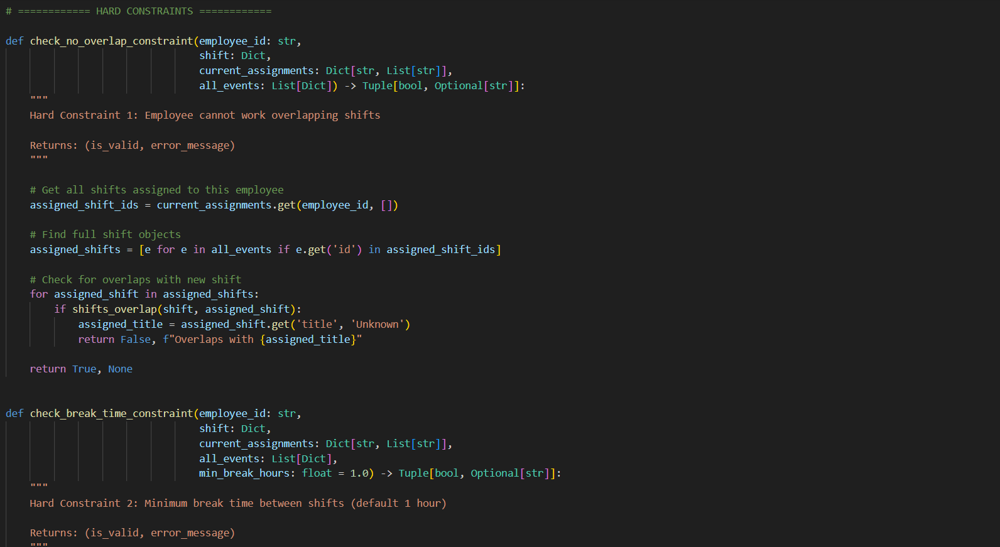 # ============ HARD CONSTRAINTS ============
def check_no_overlap_constraint(employee_id: str,
shift: Dict,
current_assignments: Dict[str, List[str]],
all_events: List[Dict]) -> Tuple[bool, Optional[str]]:
"""
Hard Constraint 1: Employee cannot work overlapping shifts
Returns: (is_valid, error_message)
"""
# Get all shifts assigned to this employee
assigned_shift_ids = current_assignments.get(employee_id, [])
# Find full shift objects
assigned_shifts = [e for e in all_events if e.get('id') in assigned_shift_ids]
# Check for overlaps with new shift
for assigned_shift in assigned_shifts:
if shifts_overlap(shift, assigned_shift):
assigned_title = assigned_shift.get('title', 'Unknown')
return False, f"Overlaps with {assigned_title}"
return True, None
def check_break_time_constraint(employee_id: str,
shift: Dict,
current_assignments: Dict[str, List[str]],
all_events: List[Dict],
min_break_hours: float = 1.0) -> Tuple[bool, Optional[str]]:
"""
Hard Constraint 2: Minimum break time between shifts (default 1 hour)
Returns: (is_valid, error_message)
"""